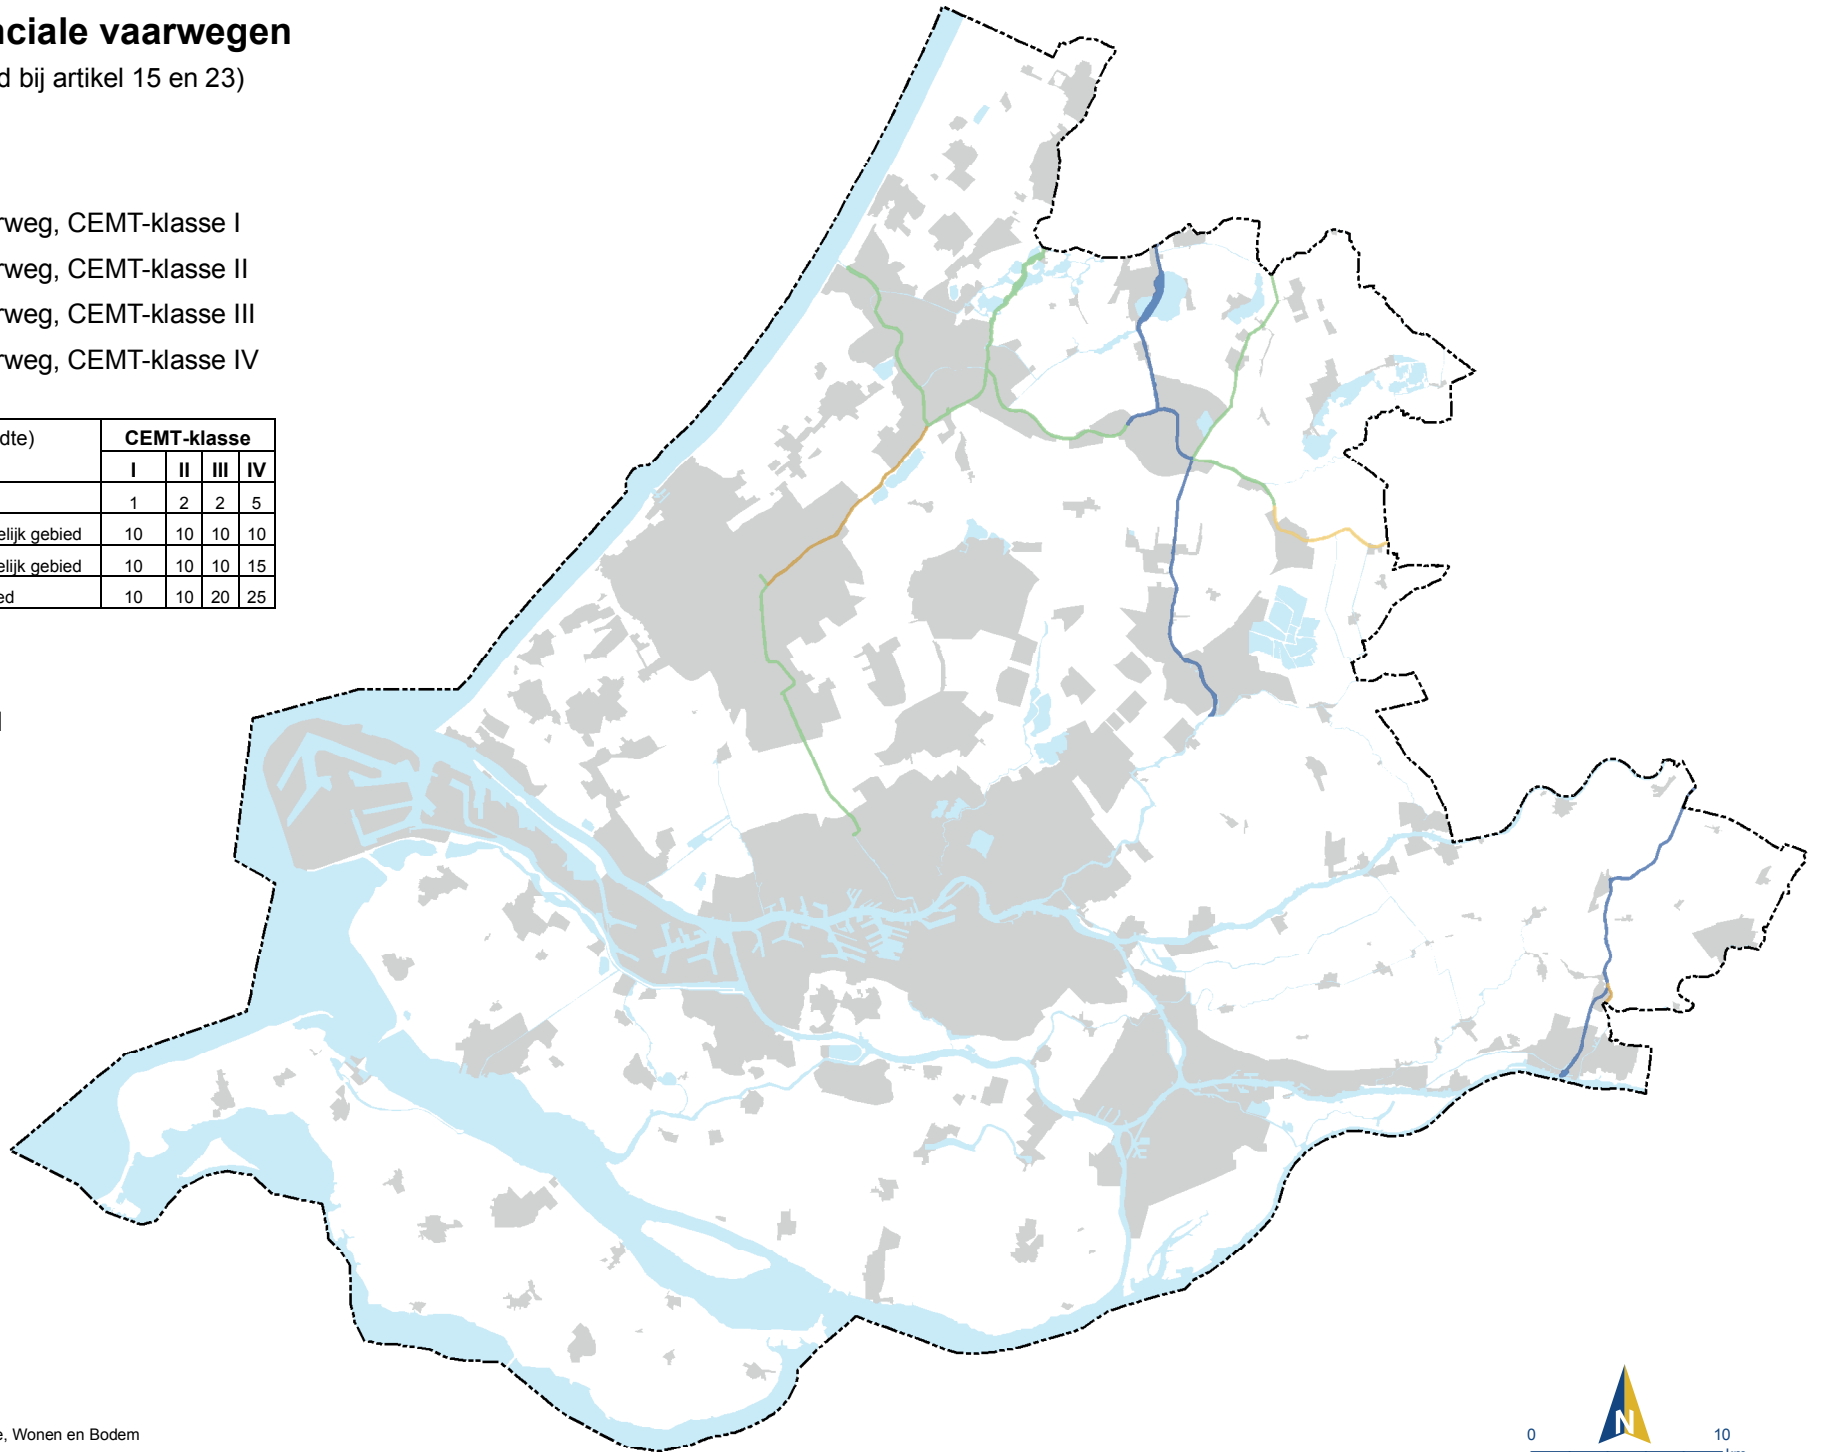 nciale vaarwegen
d bij artikel 15 en 23)
rweg, CEMT-klasse I
rweg, CEMT-klasse II
rweg, CEMT-klasse III
rweg, CEMT-klasse IV
dte) CEMT-klasse
I II III IV
1 2 2 5
elijk gebied 10 10 10 10
elijk gebied 10 10 10 15
ed 10 10 20 25
e, Wonen en Bodem
N
0 10
km